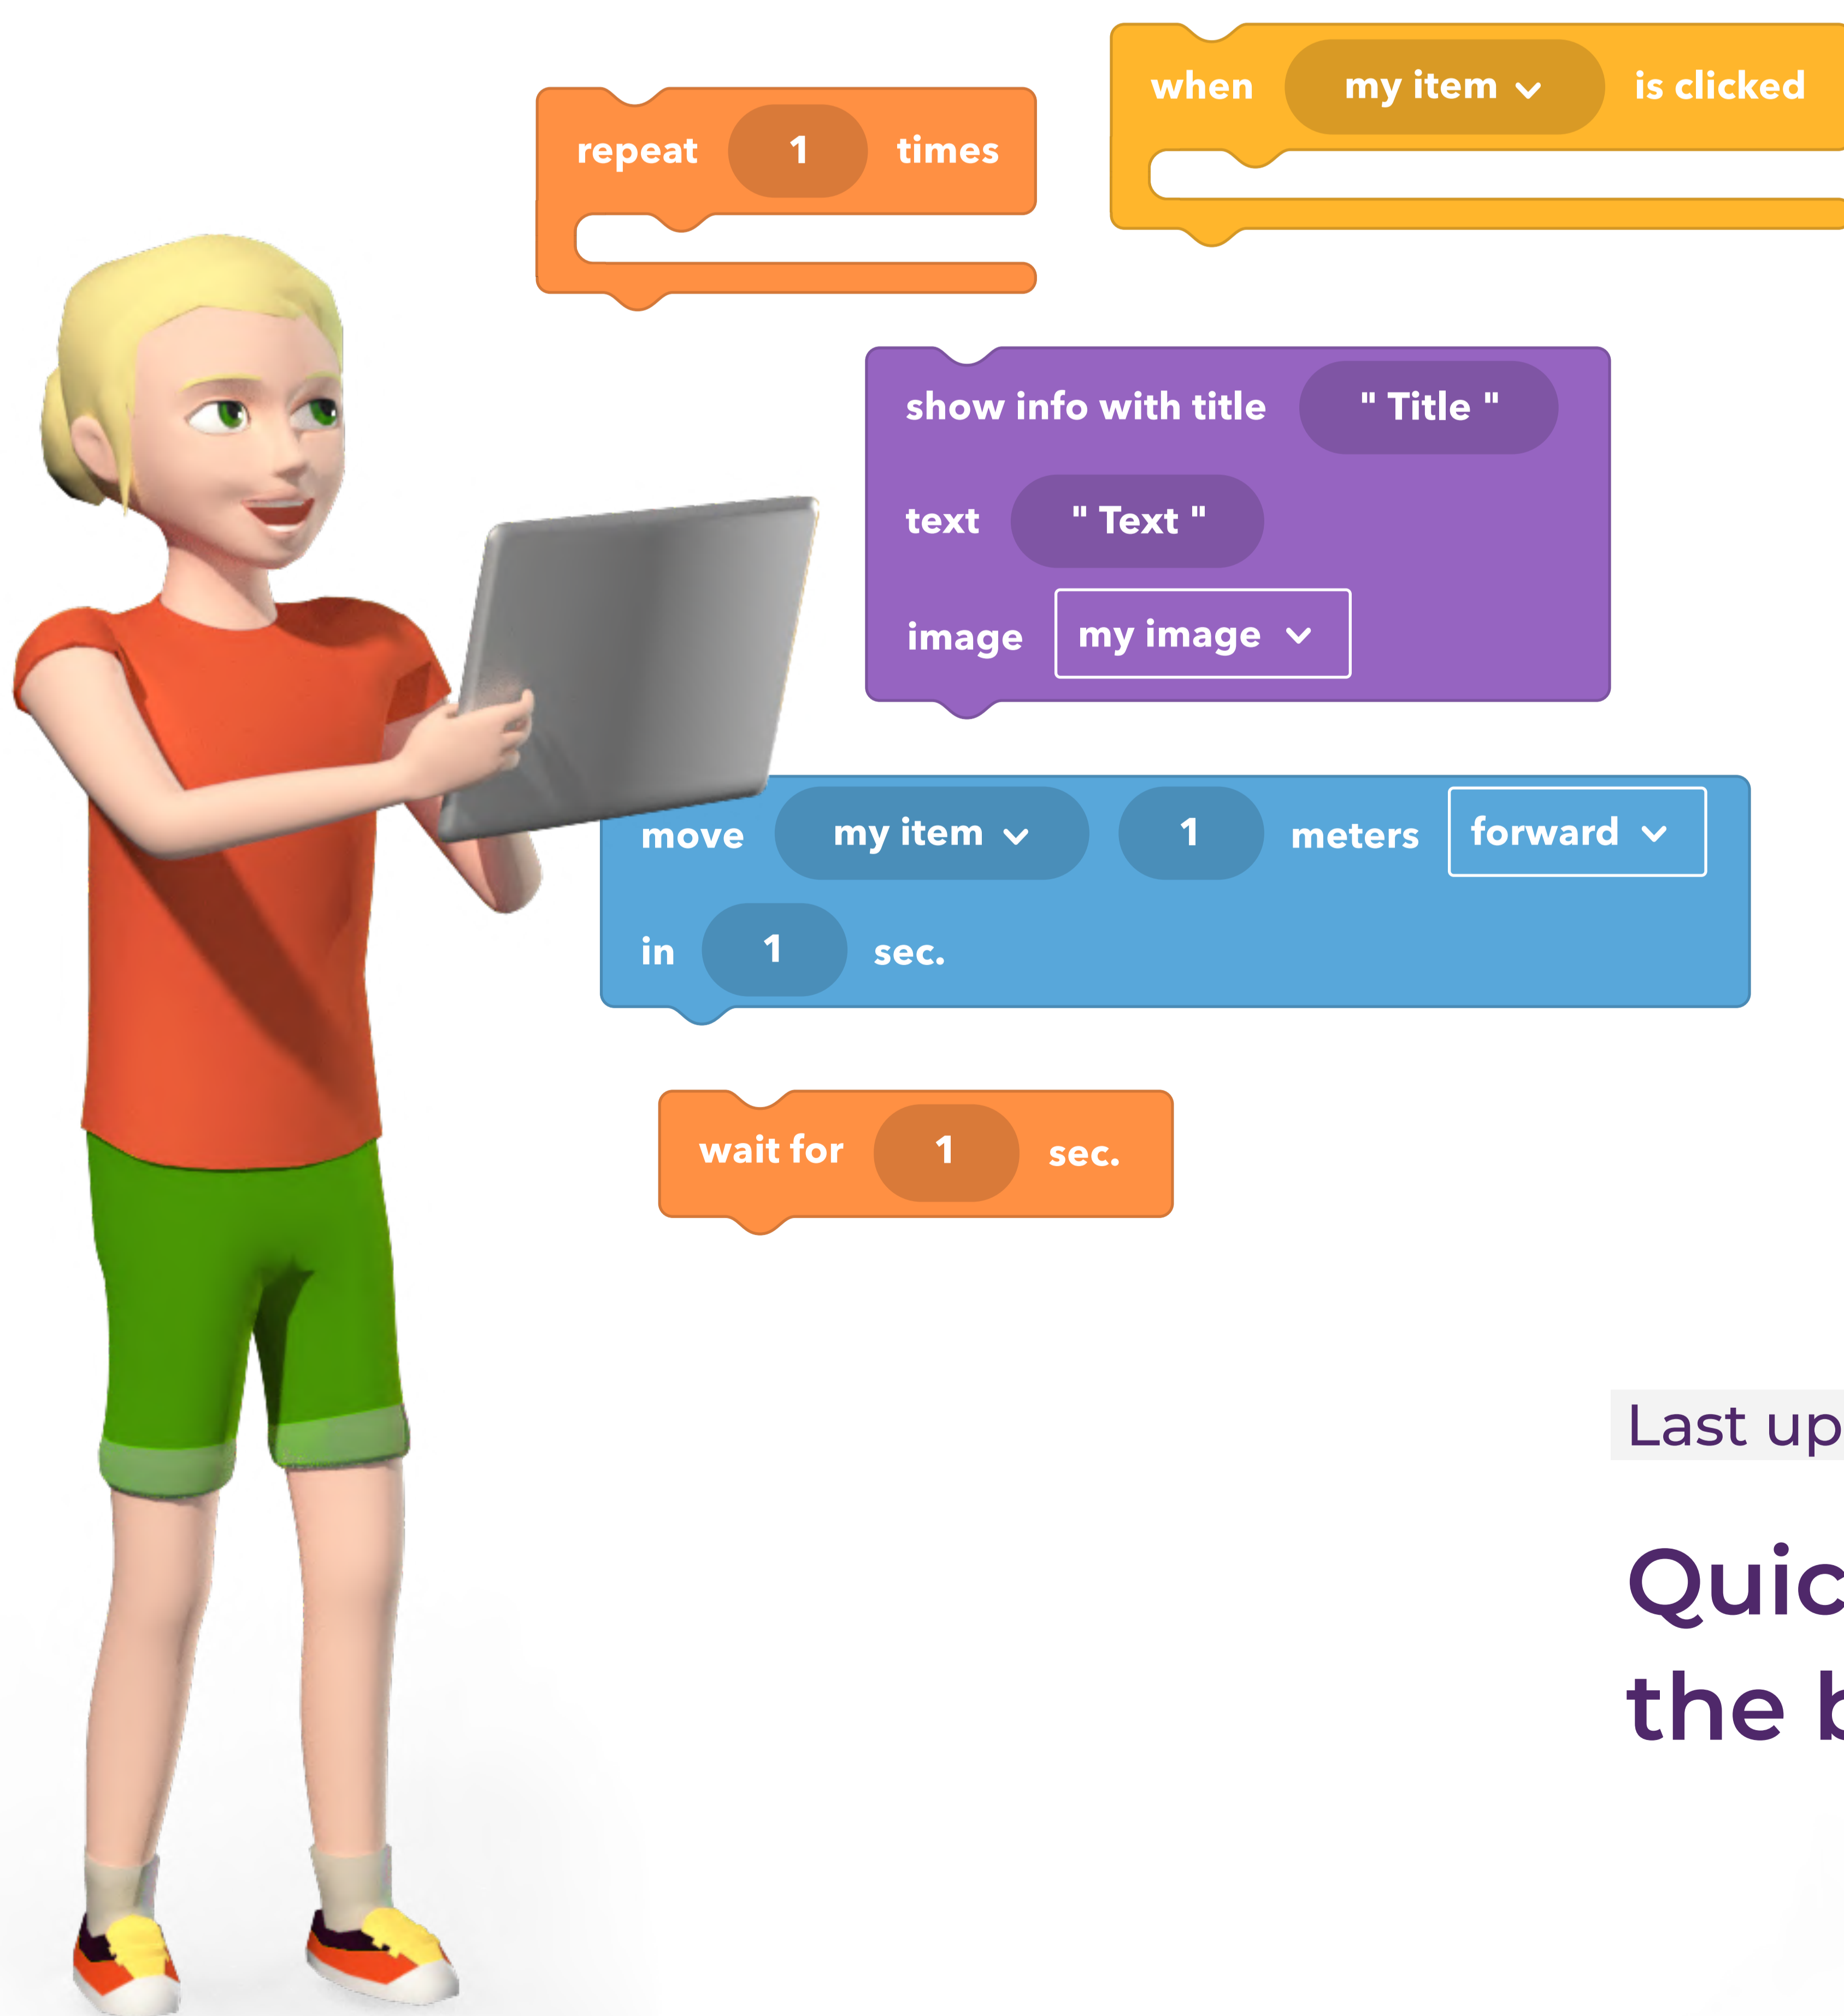 when my item is clicked
repeat 1 times
show info with title " Title "
text " Text "
image my image
move my item 1 meters forward
in 1 sec.
wait for 1 sec.
Last up
Quic
the b